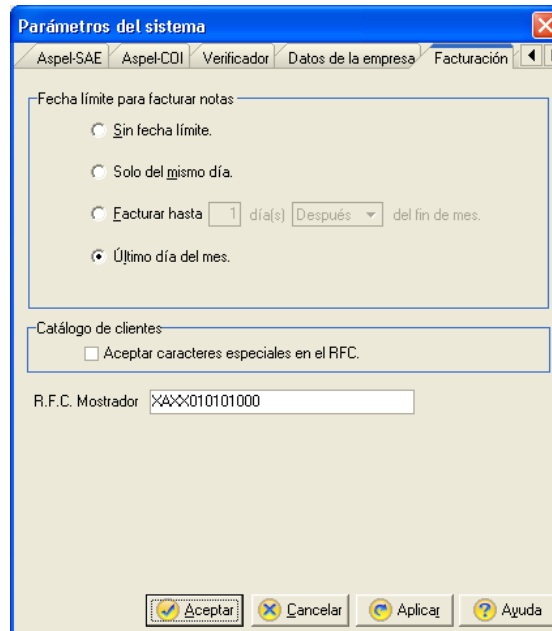 Parámetros del sistema
Aspel-SAE Aspel-COI Verificador Datos de la empresa Facturación
Fecha límite para facturar notas
Sin fecha límite.
Solo del mismo día.
Facturar hasta 1 día(s) Después del fin de mes.
Último día del mes.
Catálogo de clientes
Aceptar caracteres especiales en el RFC.
R.F.C. Mostrador XAXX010101000
Aceptar Cancelar Aplicar Ayuda